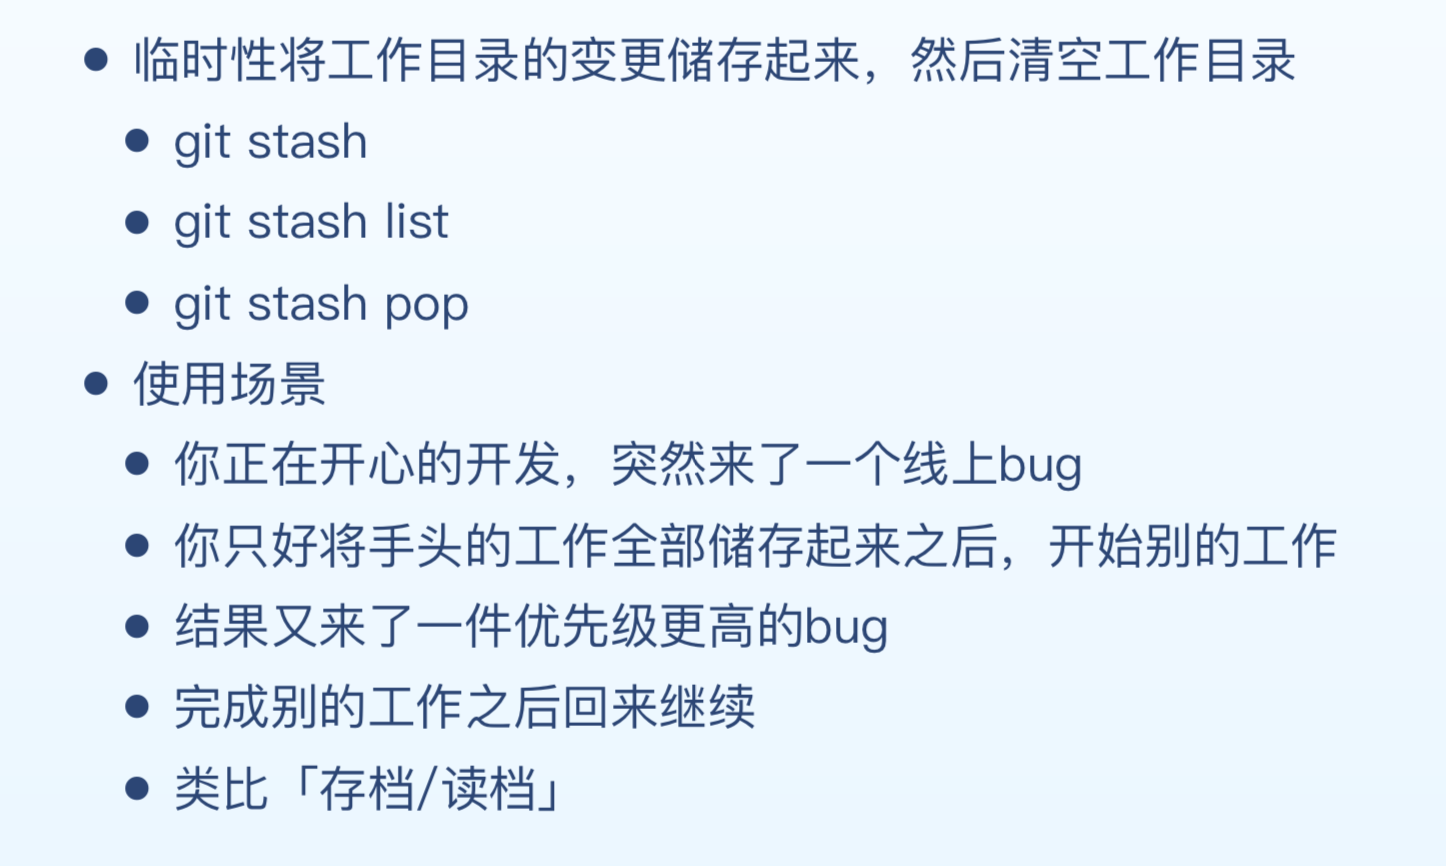 临时性将工作目录的变更储存起来，然后清空工作目录
git stash
git stash list
git stash pop
使用场景
你正在开心的开发，突然来了一个线上bug
你只好将手头的工作全部储存起来之后，开始别的工作
结果又来了一件优先级更高的bug
完成别的工作之后回来继续
类比「存档/读档」